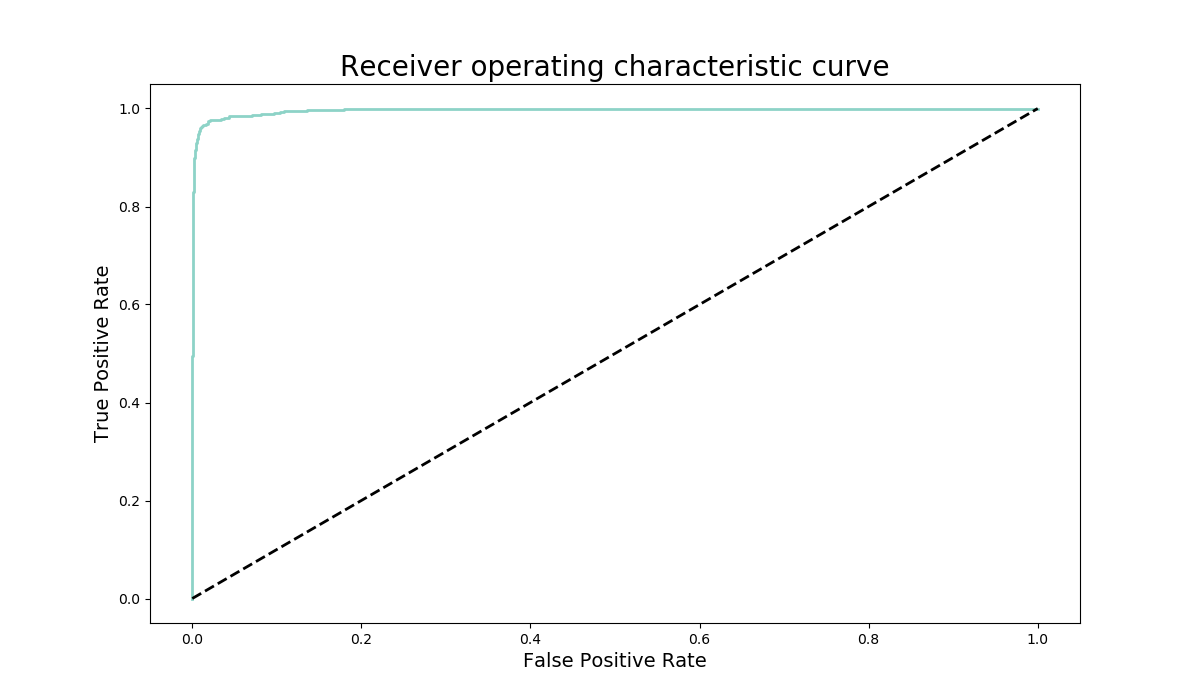 Receiver operating characteristic curve
1.0
0.8
0.6
0.4
0.2
0.0
True Positive Rate
0.0 0.2 0.4 0.6 0.8 1.0
False Positive Rate